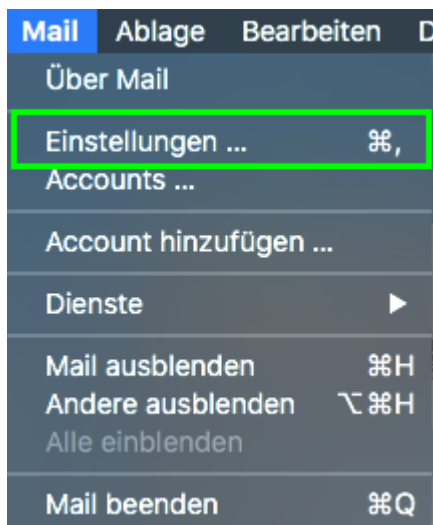 Mail Ablage Bearbeiten
Über Mail
Einstellungen ... ⌘,
Accounts ...
Account hinzufügen ...
Dienste ▶
Mail ausblenden ⌘H
Andere ausblenden ⌥⌘H
Alle einblenden
Mail beenden ⌘Q